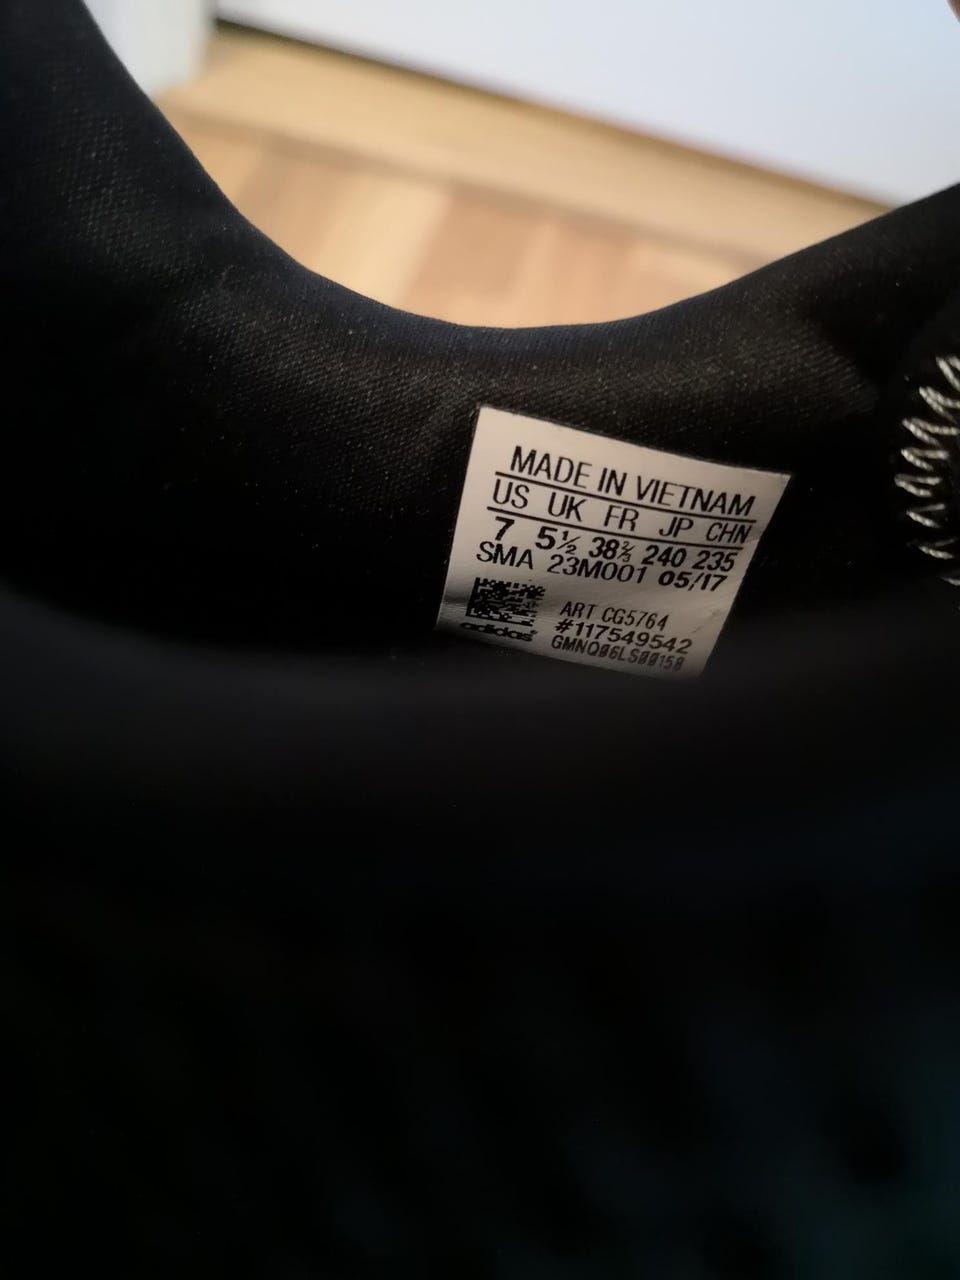 MADE IN VIETNAM
US UK FR JP CHN
7 5½ 38⅔ 240 235
SMA 23M001 05/17
ART CG5764
#117549542
adidas®
GMNQ06LS00150